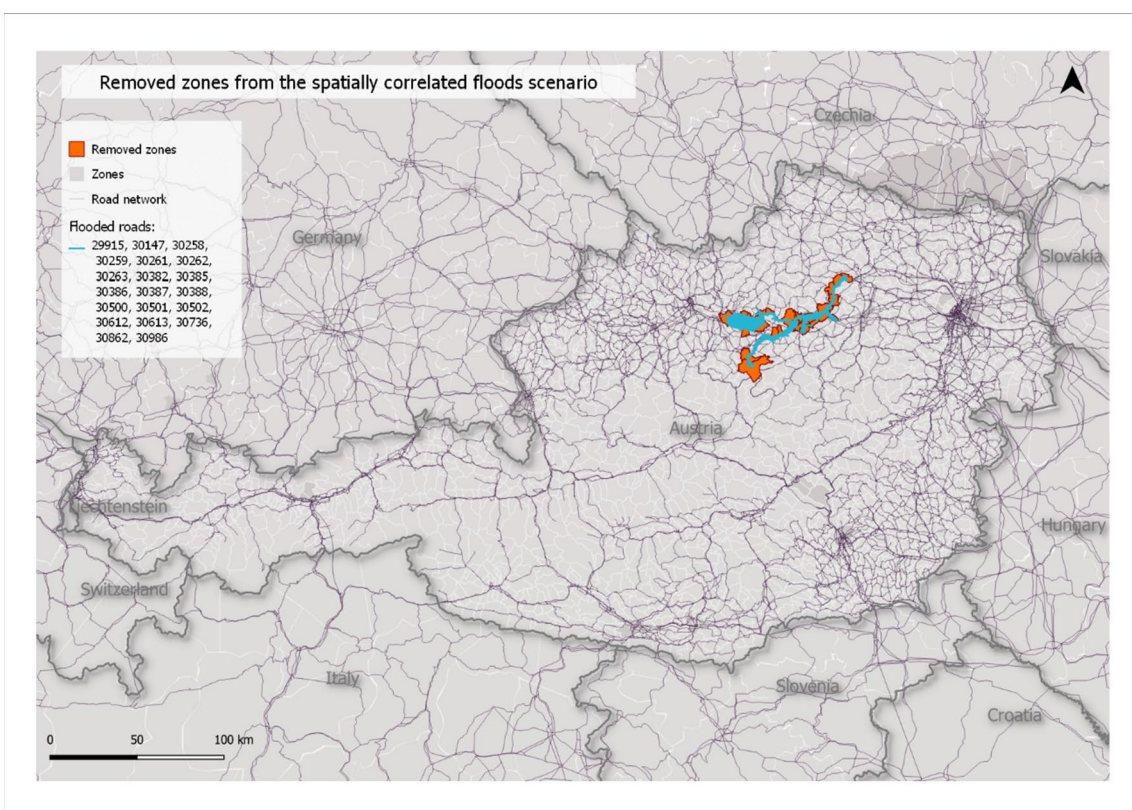 Removed zones from the spatially correlated floods scenario
Czechia
Removed zones
Zones
Road network
Flooded roads:
29915, 30147, 30258,
30259, 30261, 30262,
30263, 30382, 30385,
30386, 30387, 30388,
30500, 30501, 30502,
30612, 30613, 30736,
30862, 30986
Germany
Slovakia
Austria
Liechtenstein
Hungary
Switzerland
Italy
Slovenia
Croatia
0 50 100 km